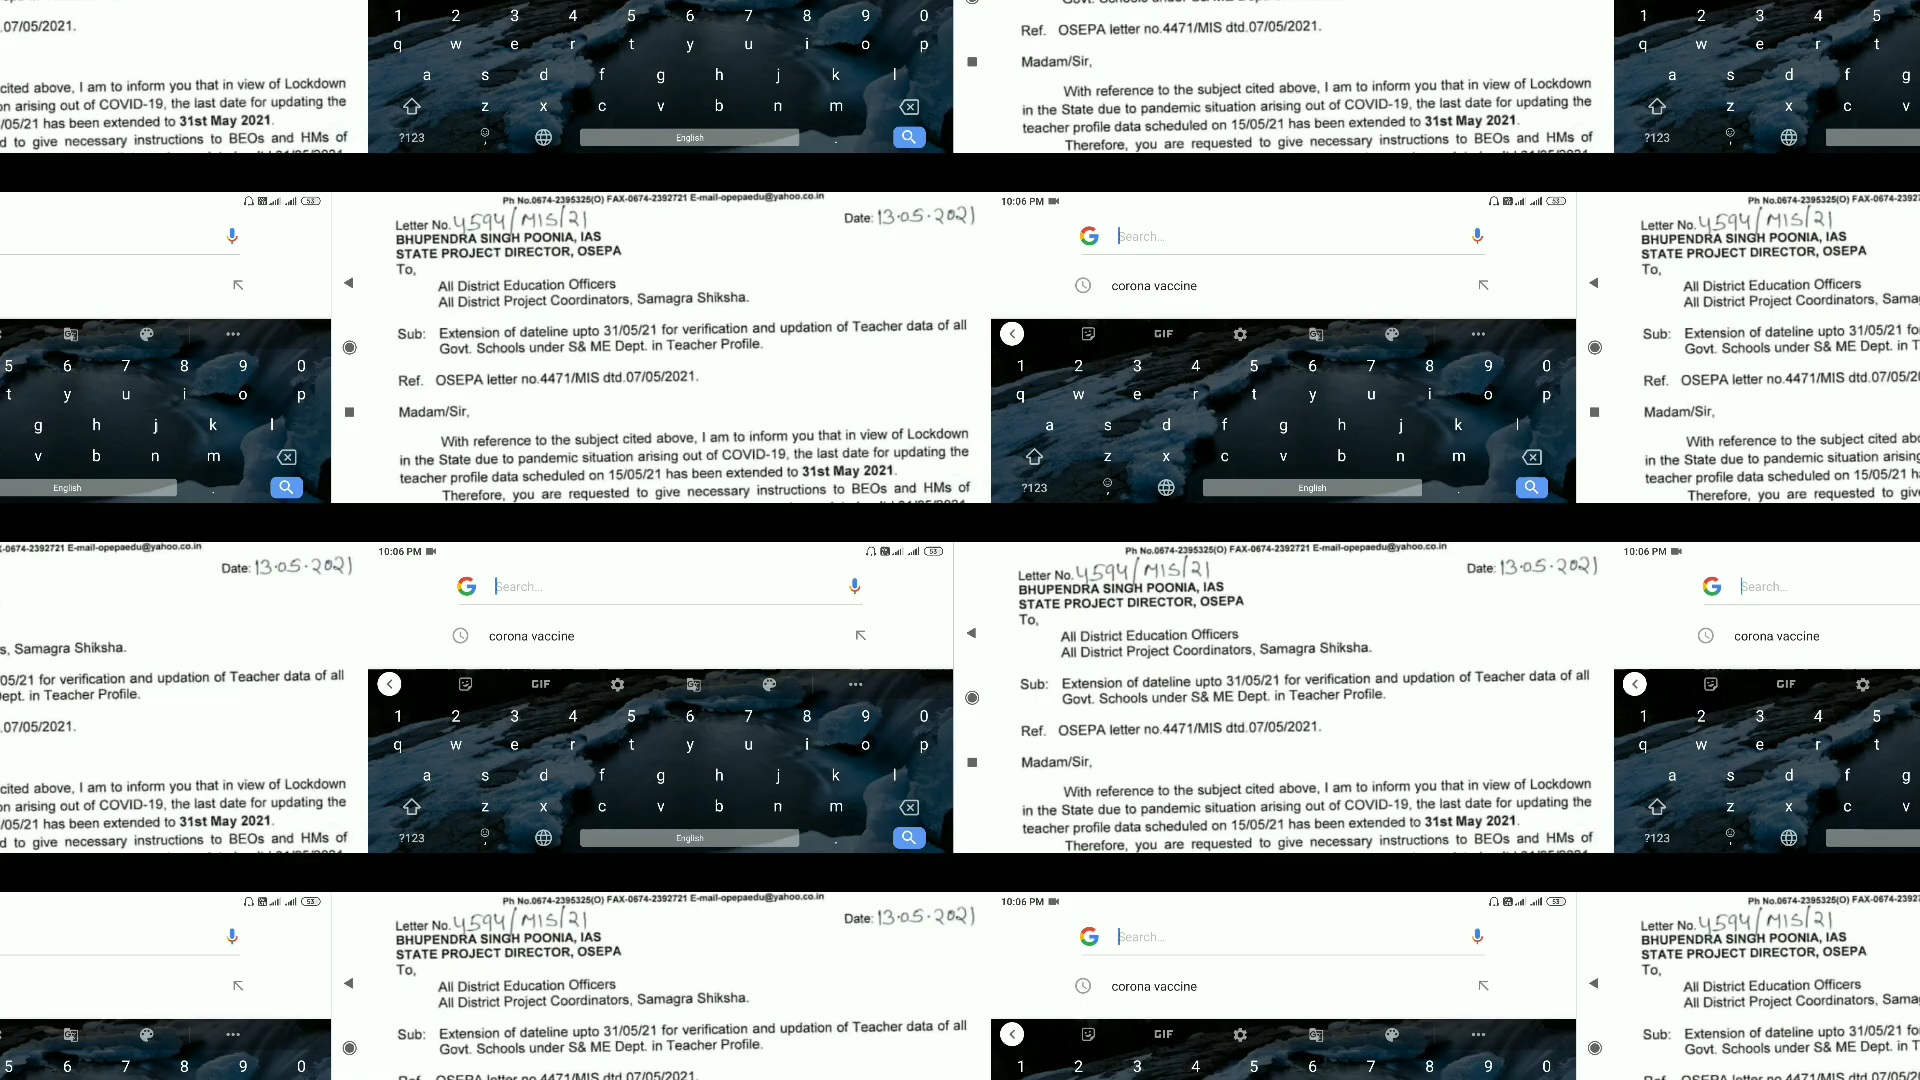 Ph No.0674-2395325(O) FAX-0674-2392721 E-mail-opepaedu@yahoo.co.in
Letter No. 4594/MIS/21 Date: 13.05.2021
BHUPENDRA SINGH POONIA, IAS
STATE PROJECT DIRECTOR, OSEPA
To,
All District Education Officers
All District Project Coordinators, Samagra Shiksha.
Sub: Extension of dateline upto 31/05/21 for verification and updation of Teacher data of all
Govt. Schools under S& ME Dept. in Teacher Profile.
Ref. OSEPA letter no.4471/MIS dtd.07/05/2021.
Madam/Sir,
With reference to the subject cited above, I am to inform you that in view of Lockdown
in the State due to pandemic situation arising out of COVID-19, the last date for updating the
teacher profile data scheduled on 15/05/21 has been extended to 31st May 2021.
Therefore, you are requested to give necessary instructions to BEOs and HMs of
10:06 PM
53
Search...
corona vaccine
GIF
1 2 3 4 5 6 7 8 9 0
q w e r t y u i o p
a s d f g h j k l
z x c v b n m
?123 , English .